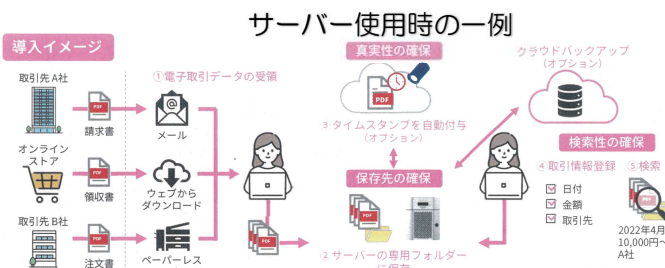 サーバー使用時の一例
導入イメージ
取引先 A社
PDF
請求書
オンライン
ストア
PDF
領収書
取引先 B社
PDF
注文書
①電子取引データの受領
メール
ウェブから
ダウンロード
ペーパーレス
PDF
真実性の確保
PDF
3 タイムスタンプを自動付与
(オプション)
保存先の確保
PDF
②サーバーの専用フォルダー
に保存
クラウドバックアップ
(オプション)
検索性の確保
④ 取引情報登録
日付
金額
取引先
⑤検索
2022年4月
10,000円～
A社